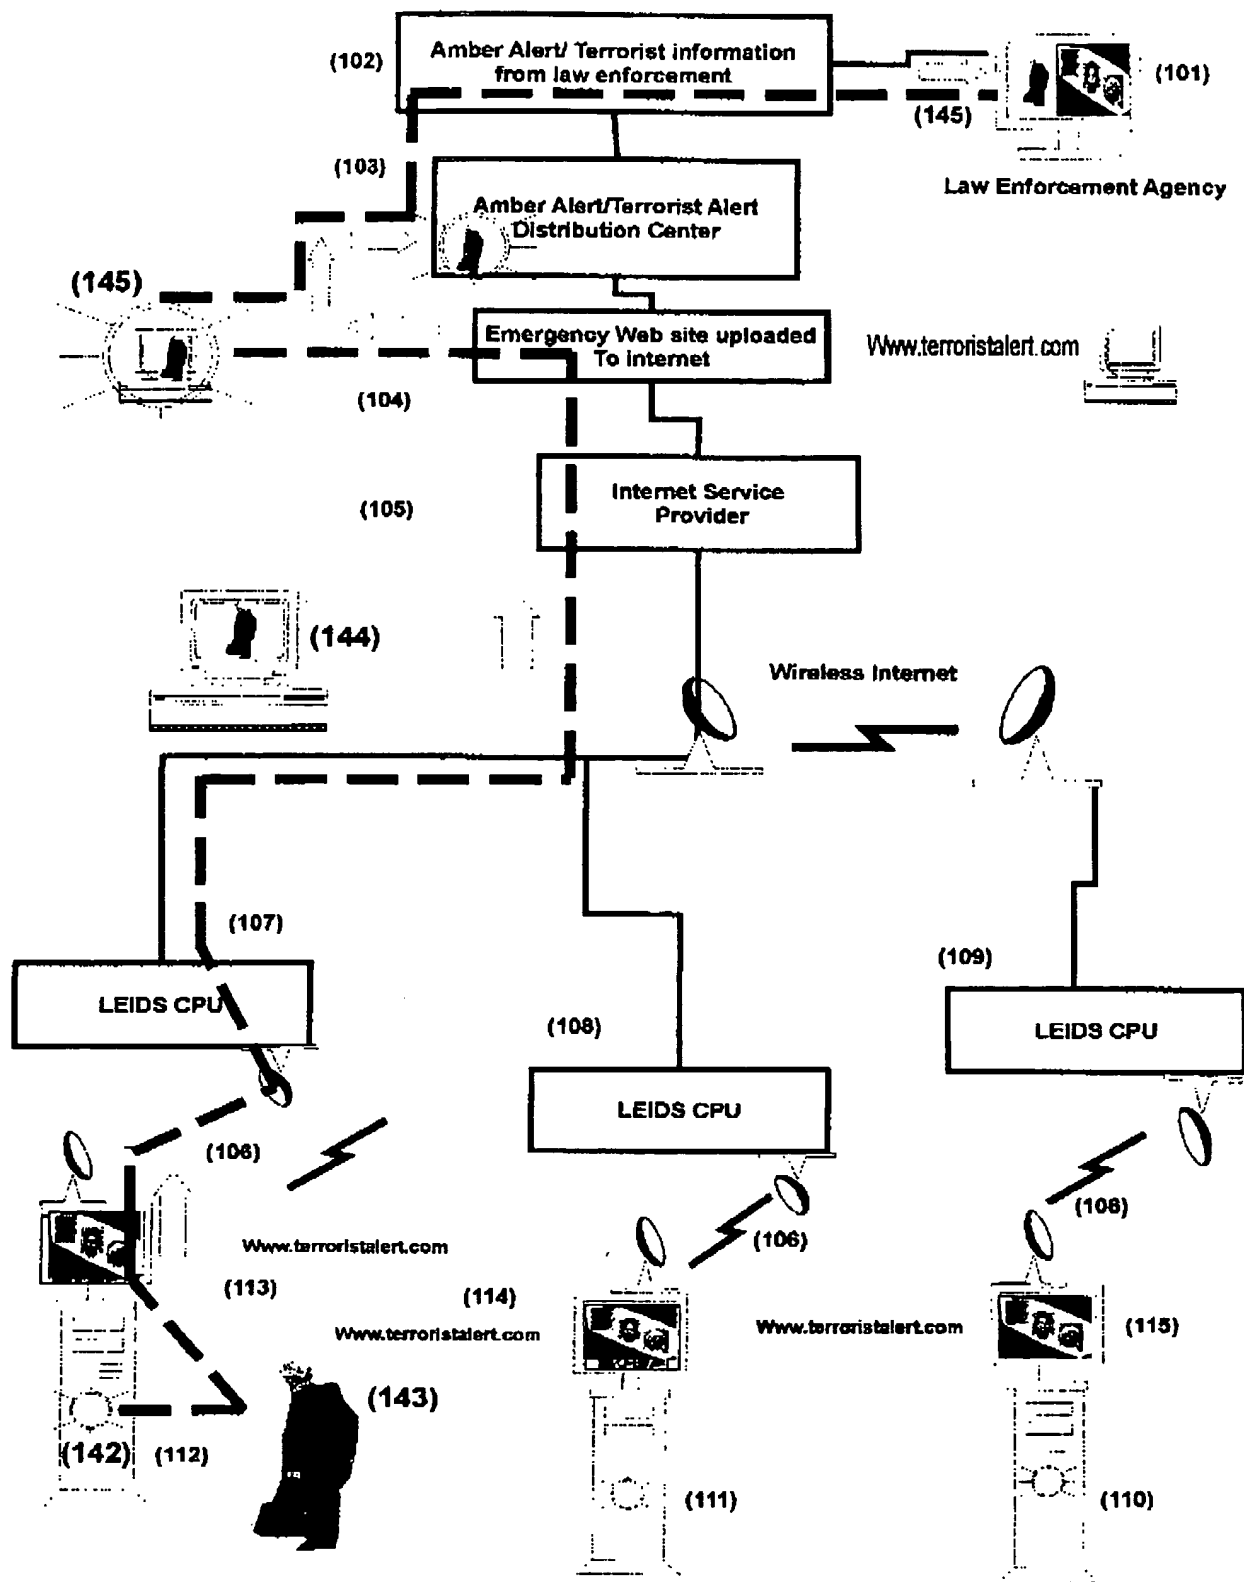 (102)
Amber Alert/ Terrorist information
from law enforcement
(101)
(145)
Law Enforcement Agency
(103)
Amber Alert/Terrorist Alert
Distribution Center
(145)
Emergency Web site uploaded
To internet
Www.terroristalert.com
(104)
(105)
Internet Service
Provider
(144)
Wireless Internet
(107)
LEIDS CPU
(109)
LEIDS CPU
(108)
LEIDS CPU
(106)
(106)
(108)
Www.terroristalert.com
(113)
(114)
Www.terroristalert.com
Www.terroristalert.com
(115)
(143)
(142)
(112)
(111)
(110)